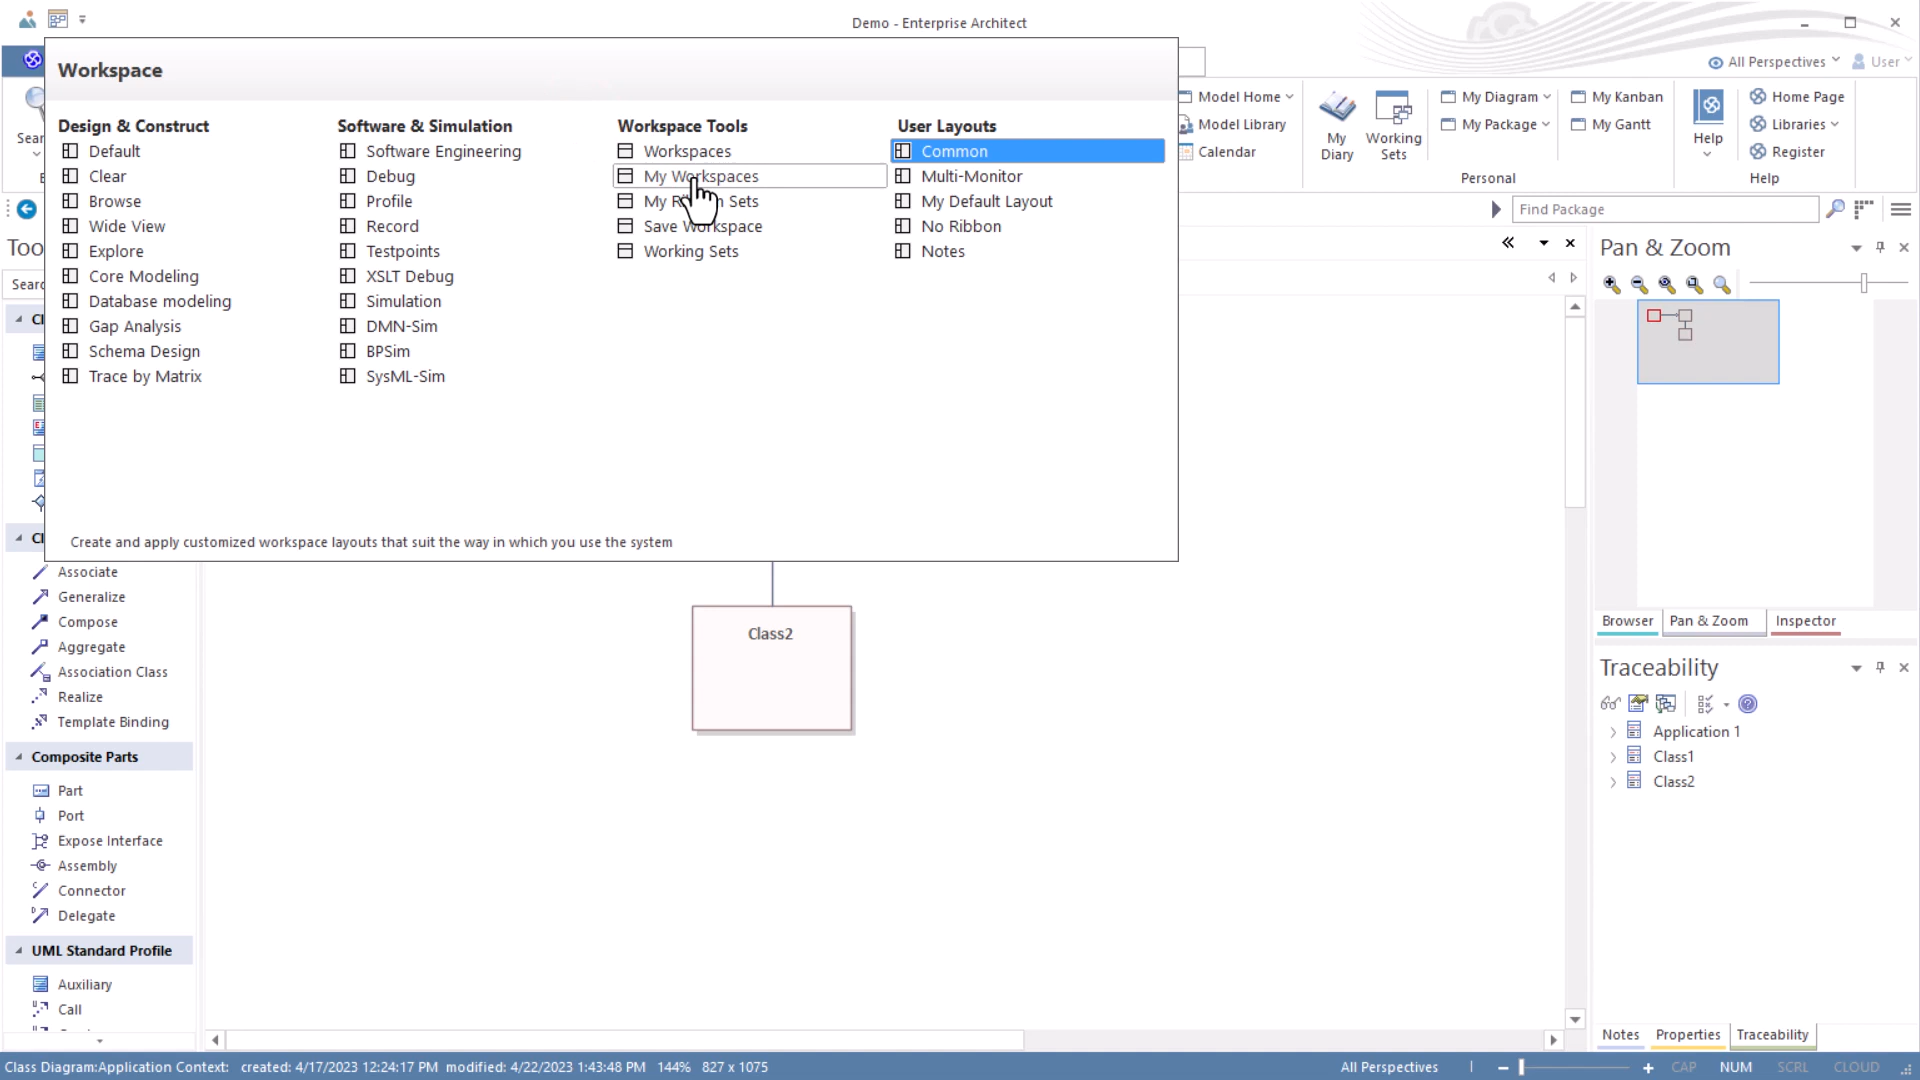 Demo - Enterprise Architect
All Perspectives
User
Workspace
Design & Construct
Default
Clear
Browse
Wide View
Explore
Core Modeling
Database modeling
Gap Analysis
Schema Design
Trace by Matrix
Software & Simulation
Software Engineering
Debug
Profile
Record
Testpoints
XSLT Debug
Simulation
DMN-Sim
BPSim
SysML-Sim
Workspace Tools
Workspaces
My Workspaces
Sets
Save Workspace
Working Sets
User Layouts
Common
Multi-Monitor
My Default Layout
No Ribbon
Notes
Create and apply customized workspace layouts that suit the way in which you use the system
Model Home
Model Library
Calendar
My Diary
Working Sets
My Diagram
My Package
My Kanban
My Gantt
Personal
Help
Home Page
Libraries
Register
Help
Find Package
Associate
Generalize
Compose
Aggregate
Association Class
Realize
Template Binding
Composite Parts
Part
Port
Expose Interface
Assembly
Connector
Delegate
UML Standard Profile
Auxiliary
Call
Class2
Pan & Zoom
Browser
Pan & Zoom
Inspector
Traceability
Application 1
Class1
Class2
Notes
Properties
Traceability
Class Diagram:Application Context: created: 4/17/2023 12:24:17 PM modified: 4/22/2023 1:43:48 PM 144% 827 x 1075
All Perspectives
CAP
NUM
SCRL
CLOUD